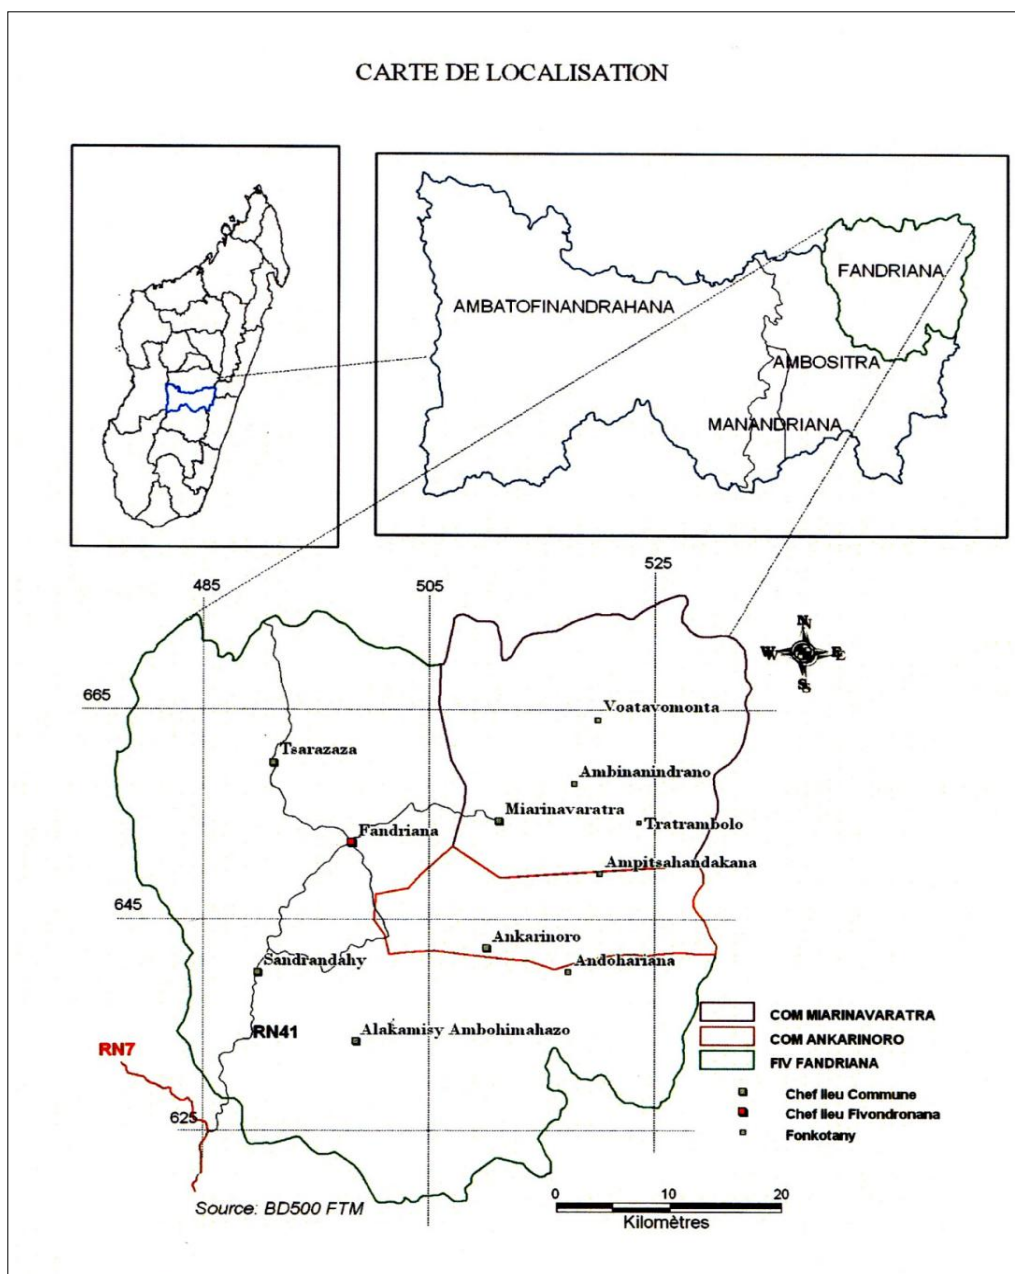 CARTE DE LOCALISATION
AMBATOFINANDRAHANA
FANDRIANA
AMBOSITRA
MANANDRIANA
485
505
525
N
N
W
W
E
E
S
S
665
Voatavomonta
Tsarazaza
Ambinanindrano
Miarinavaratra
Tratrambolo
Fandriana
Ampitsahandakana
645
Ankarinoro
Sandrandahy
Andohariana
RN41
Alakamisy Ambohimahazo
RN7
625
COM MIARINAVARATRA
COM ANKARINORO
FIV FANDRIANA
Chef lieu Commune
Chef lieu Fivondronana
Fonkotany
Source: BD500 FTM
0 10 20
Kilomètres